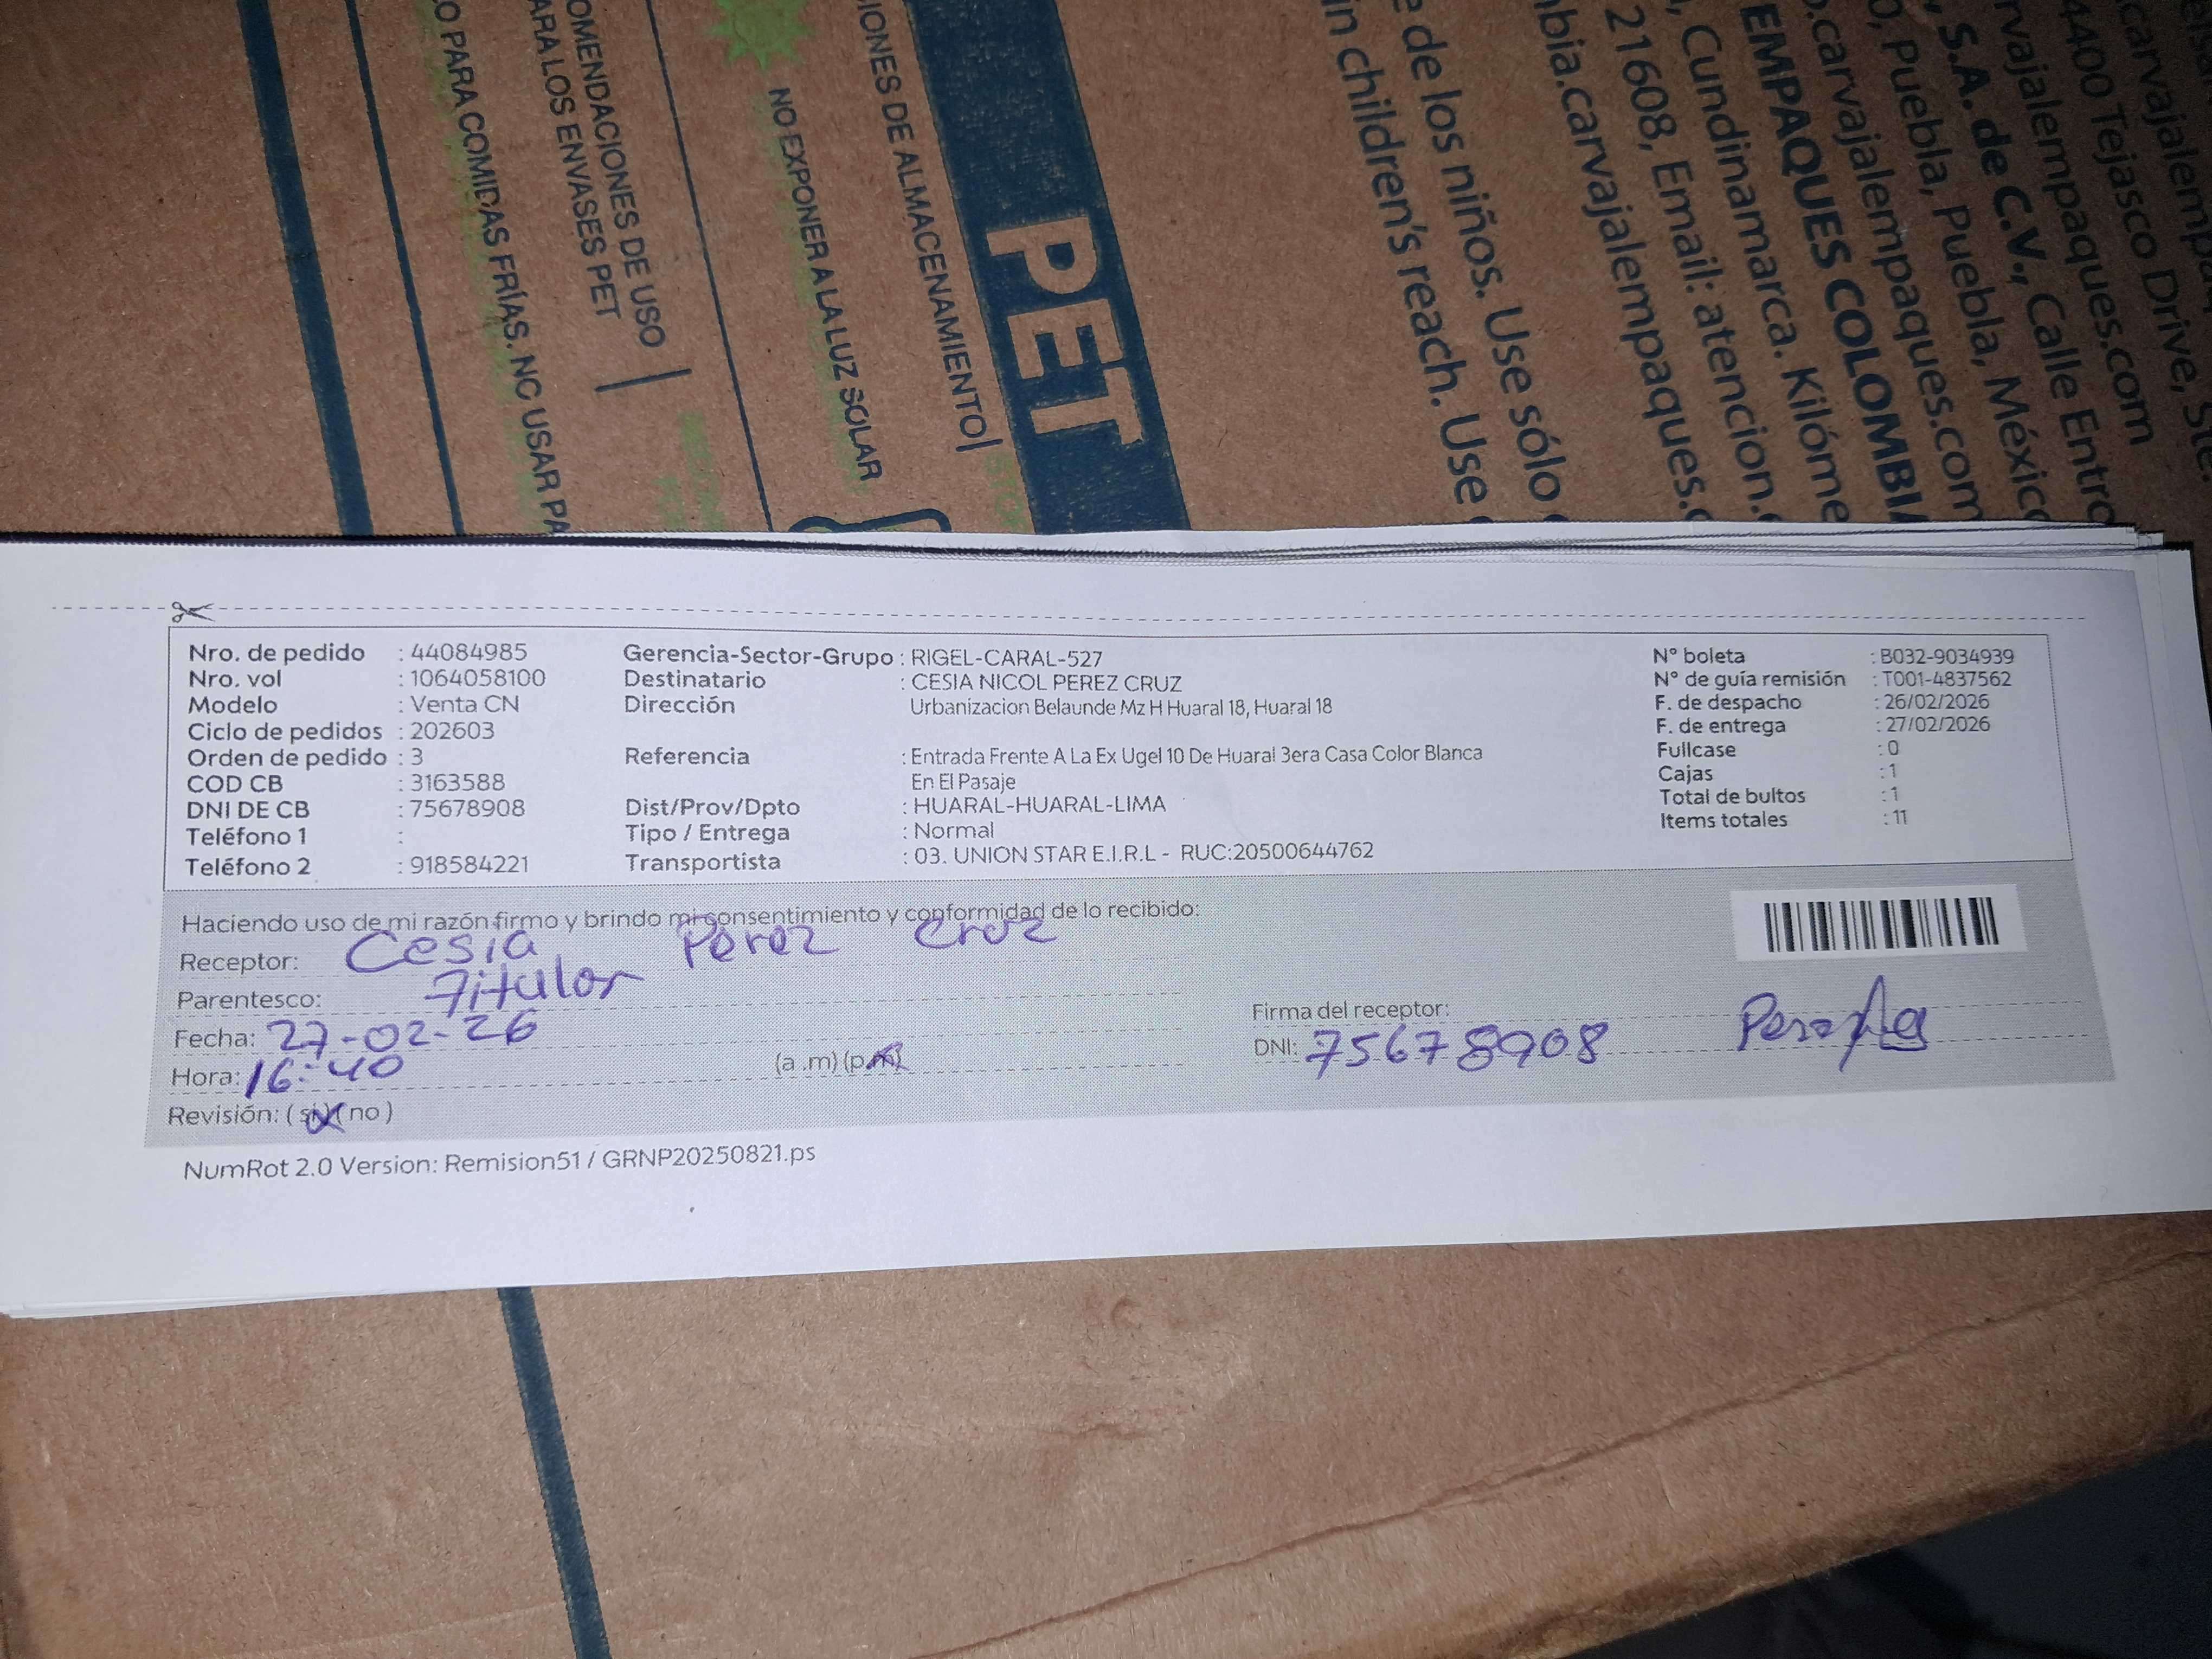 O PARA COMIDAS FRÍAS. NO USAR PA
OMENDACIONES DE USO
ARA LOS ENVASES PET
NO EXPONER A LA LUZ SOLAR
IONES DE ALMACENAMIENTO
PET
in children's reach. Use
e de los niños. Use sólo
bia.carvajalempaques.c
21608, Email: atencion.
, Cundinamarca. Kilóme
EMPAQUES COLOMBI
o.carvajalempaques.com
0, Puebla, Puebla, México
, S.A. de C.V., Calle Entro
rvajalempaques.com
4400 Tejasco Drive, Ste
carvajalemp
Nro. de pedido : 44084985
Nro. vol : 1064058100
Modelo : Venta CN
Ciclo de pedidos : 202603
Orden de pedido : 3
COD CB : 3163588
DNI DE CB : 75678908
Teléfono 1 :
Teléfono 2 : 918584221
Gerencia-Sector-Grupo : RIGEL-CARAL-527
Destinatario : CESIA NICOL PEREZ CRUZ
Dirección Urbanizacion Belaunde Mz H Huaral 18, Huaral 18
Referencia : Entrada Frente A La Ex Ugel 10 De Huaral 3era Casa Color Blanca
En El Pasaje
Dist/Prov/Dpto : HUARAL-HUARAL-LIMA
Tipo / Entrega : Normal
Transportista : 03. UNION STAR E.I.R.L - RUC:20500644762
N° boleta : B032-9034939
N° de guía remisión : T001-4837562
F. de despacho : 26/02/2026
F. de entrega : 27/02/2026
Fullcase : 0
Cajas : 1
Total de bultos : 1
Items totales : 11
Haciendo uso de mi razón firmo y brindo mi consentimiento y conformidad de lo recibido:
Receptor: Cesia Perez Cruz
Parentesco: Titular
Fecha: 27-02-26
Hora: 16:40 (a .m) (p.m)
Revisión: ( si ) ( no )
Firma del receptor:
DNI: 75678908
NumRot 2.0 Version: Remision51 / GRNP20250821.ps